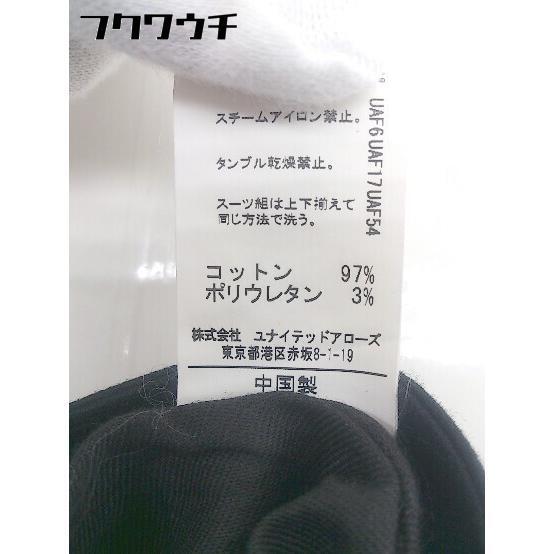 フクワウチ
スチームアイロン禁止。
タンブル乾燥禁止。
スーツ組は上下揃えて
同じ方法で洗う。
コットン 97%
ポリウレタン 3%
株式会社 ユナイテッドアローズ
東京都港区赤坂8-1-19
中国製
UAF6UAF17UAF54